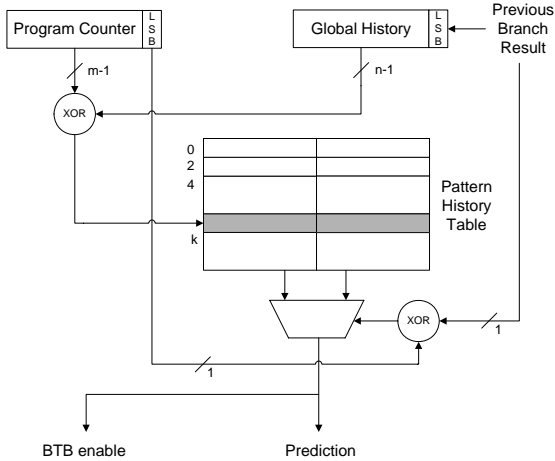 Program Counter
L
S
B
Global History
L
S
B
Previous
Branch
Result
m-1
n-1
XOR
0
2
4
k
Pattern
History
Table
XOR
1
1
BTB enable
Prediction